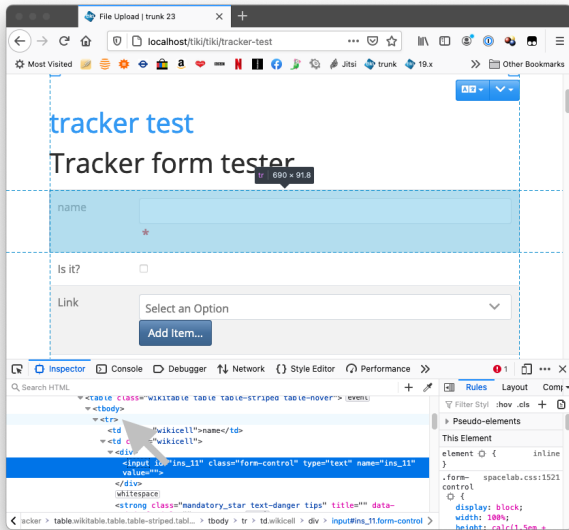 File Upload | trunk 23
localhost/tiki/tiki/tracker-test
Most Visited
Jitsi
trunk
19.x
Other Bookmarks
tracker test
Tracker form tester
tr | 690 × 91.8
name
*
Is it?
Link
Select an Option
Add Item...
Inspector Console Debugger Network {} Style Editor Performance 1
Search HTML
Rules Layout Comp
<table class="wikitable table table-striped table-hover"> event
<tbody>
<tr>
<td "wikicell">name</td>
<td c "wikicell">
<div>
<input id="ins_11" class="form-control" type="text" name="ins_11"
value="">
</div>
whitespace
<strong class="mandatory_star text-danger tips" title="" data-
Filter Styl :hov .cls +
Pseudo-elements
This Element
element { inline
}
.form- spacelab.css:1521
control
{
display: block;
width: 100%;
height: calc(1.5em +
acker > table.wikitable.table.table-striped.tabl... > tbody > tr > td.wikicell > div > input#ins_11.form-control